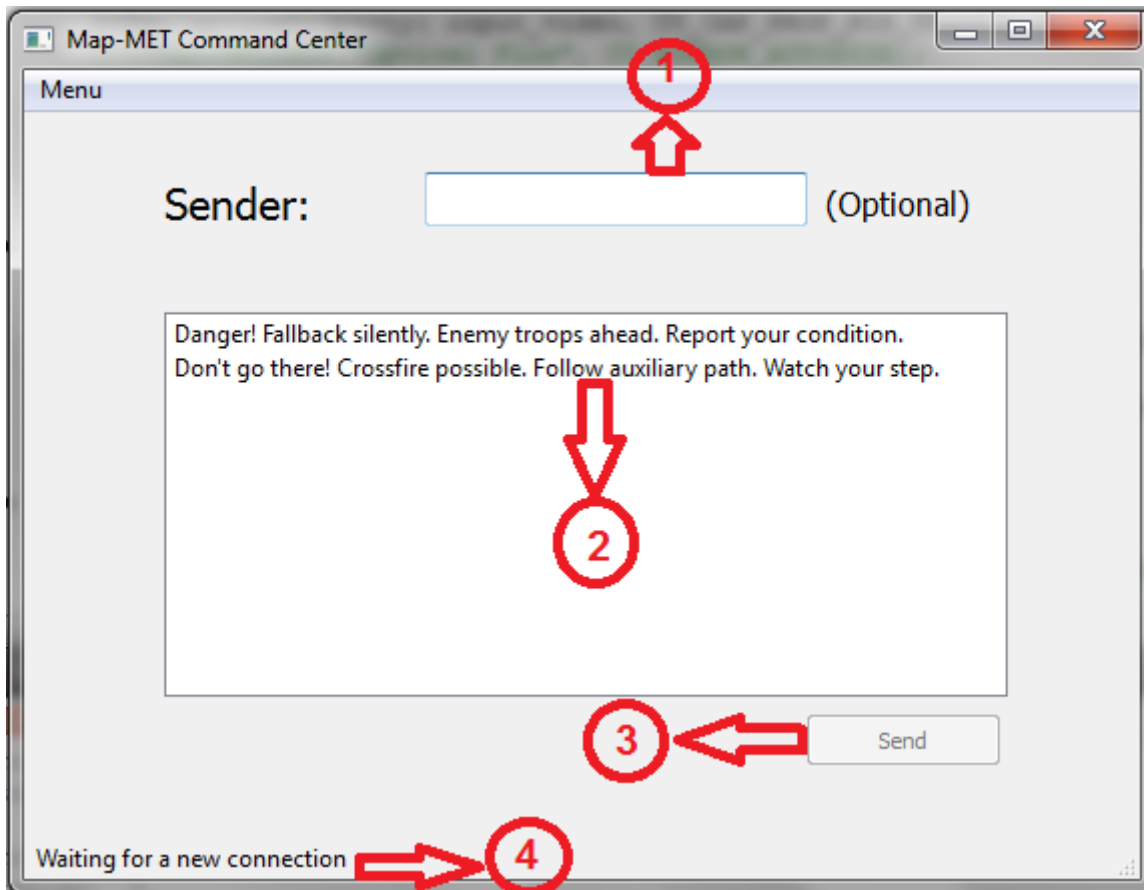 Map-MET Command Center
Menu
1
Sender:
(Optional)
Danger! Fallback silently. Enemy troops ahead. Report your condition.
Don't go there! Crossfire possible. Follow auxiliary path. Watch your step.
2
3
Send
Waiting for a new connection
4